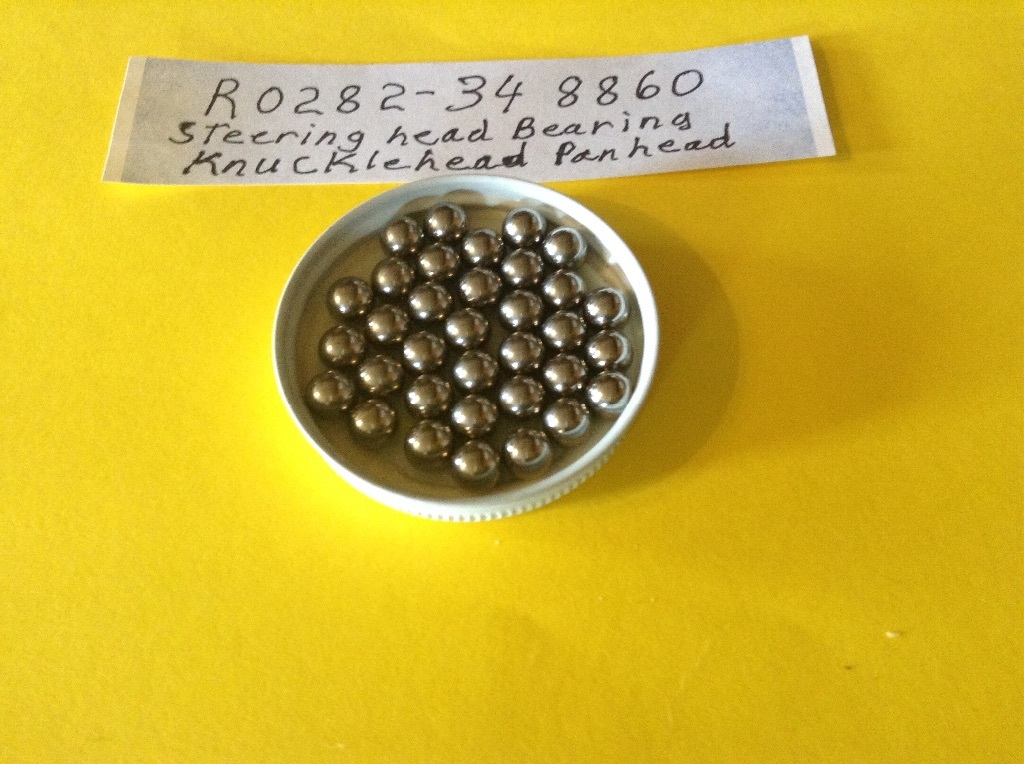 R0282-34 8860
Steering head Bearing
Knucklehead Panhead